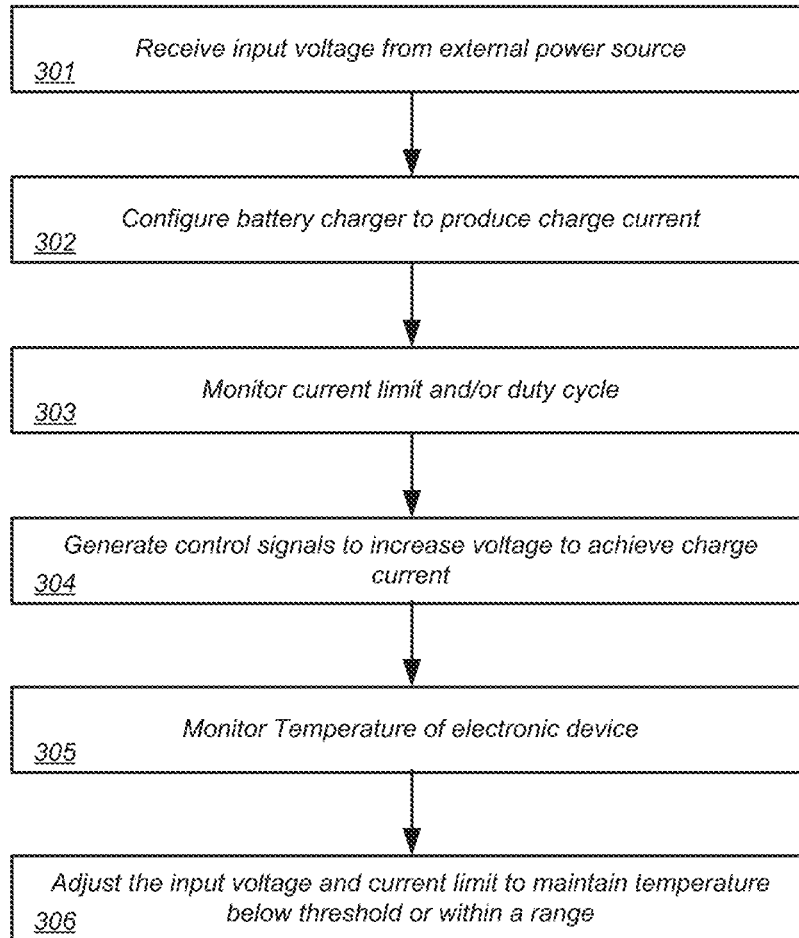 Receive input voltage from external power source
301
Configure battery charger to produce charge current
302
Monitor current limit and/or duty cycle
303
Generate control signals to increase voltage to achieve charge
current
304
Monitor Temperature of electronic device
305
Adjust the input voltage and current limit to maintain temperature
below threshold or within a range
306